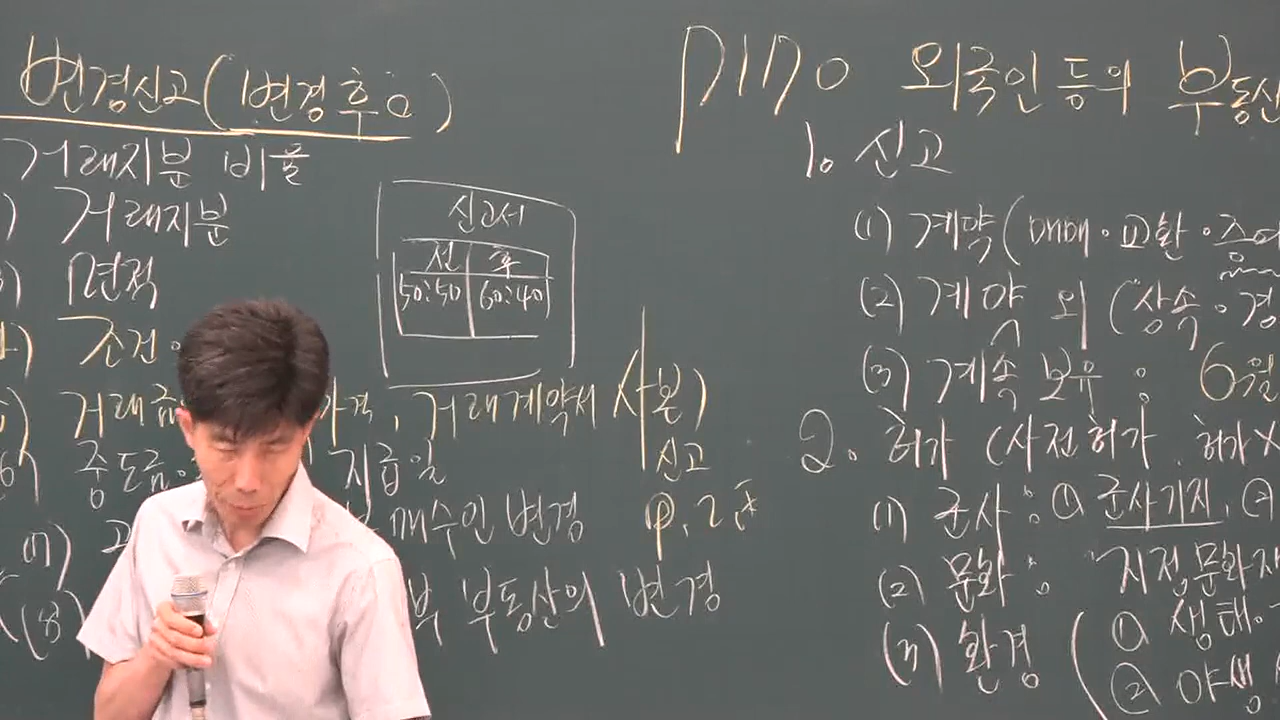 변경신고(변경 후
거래지분 비율
) 거래지분
) 면적
) 조건
거래금 가격, 거래계약서 사본)
6) 중도금 지급일
(7) 매수인 변경
(8) 부동산의 변경
신고서
전 후
50:50 60:40
신고
P.2
P170 외국인 등의 부동산
1. 신고
(1) 계약(매매·교환·증여
(2) 계약 외(상속·경
(3) 계속 보유 : 6월
2. 허가 (사전허가, 허가X
(1) 군사 : ① 군사기지, ②
(2) 문화 : 지정문화재
(3) 환경 ( ① 생태·
② 야생